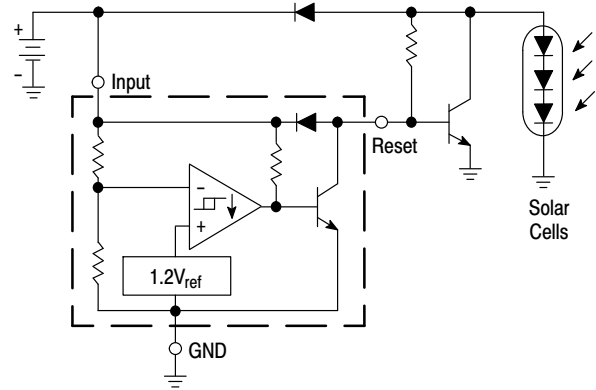 +
-
Input
Reset
Solar
Cells
–
+
1.2Vref
GND